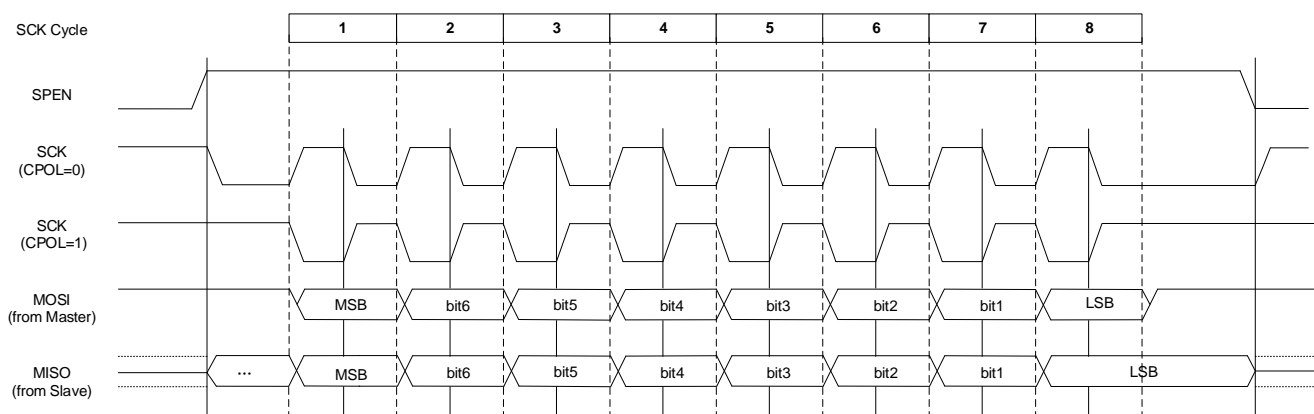 SCK Cycle 1 2 3 4 5 6 7 8
SPEN
SCK
(CPOL=0)
SCK
(CPOL=1)
MOSI
(from Master)
MSB bit6 bit5 bit4 bit3 bit2 bit1 LSB
MISO
(from Slave)
... MSB bit6 bit5 bit4 bit3 bit2 bit1 LSB